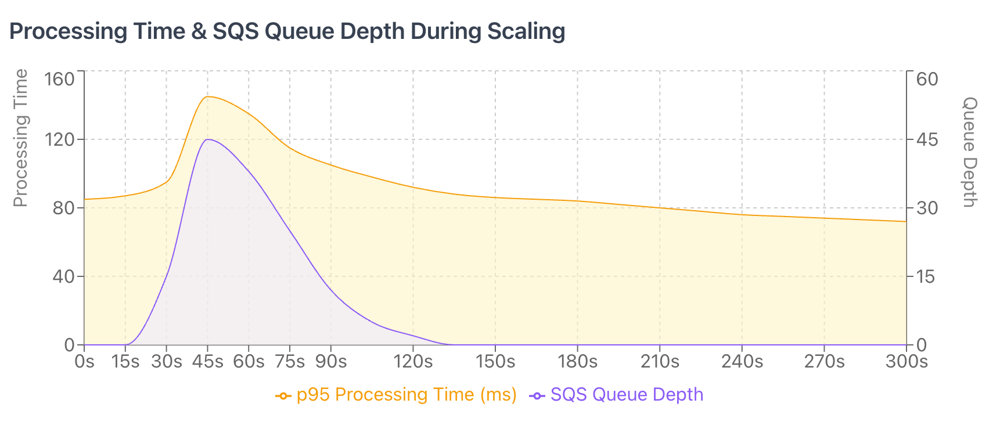 Processing Time & SQS Queue Depth During Scaling
Processing Time
160
120
80
40
0
60
45
30
15
0
Queue Depth
0s 15s 30s 45s 60s 75s 90s 120s 150s 180s 210s 240s 270s 300s
p95 Processing Time (ms) SQS Queue Depth